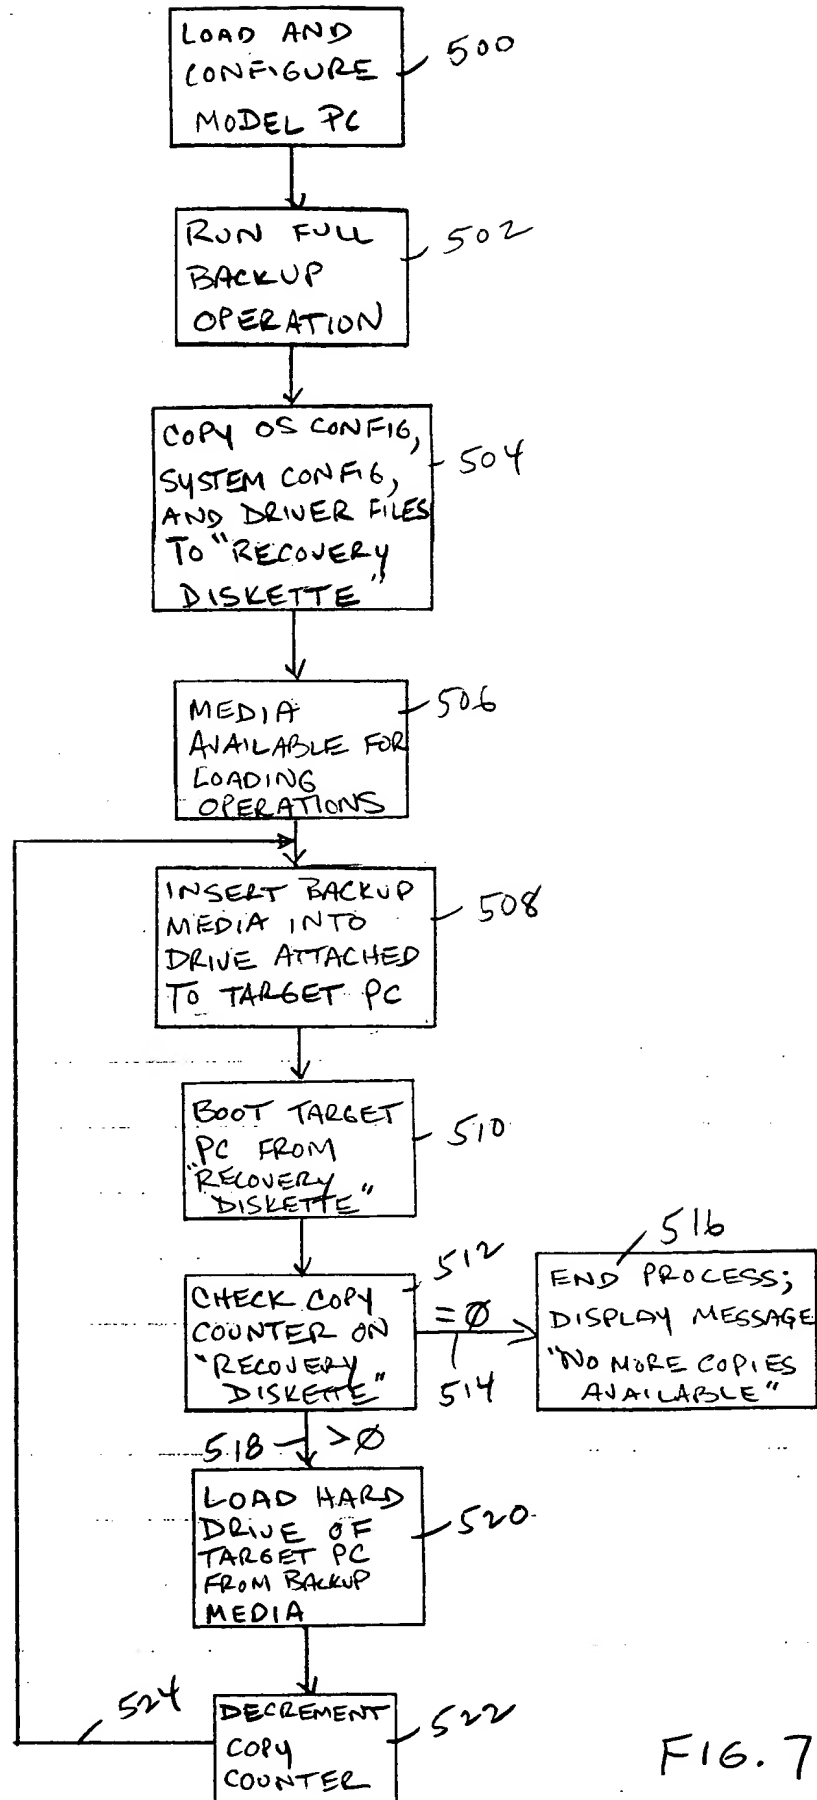 LOAD AND
CONFIGURE
MODEL PC
500
RUN FULL
BACKUP
OPERATION
502
COPY OS CONFIG,
SYSTEM CONFIG,
AND DRIVER FILES
TO "RECOVERY
DISKETTE"
504
MEDIA
AVAILABLE FOR
LOADING
OPERATIONS
506
INSERT BACKUP
MEDIA INTO
DRIVE ATTACHED
TO TARGET PC
508
BOOT TARGET
PC FROM
"RECOVERY
DISKETTE"
510
CHECK COPY
COUNTER ON
"RECOVERY
DISKETTE"
512
=Ø
514
516
END PROCESS;
DISPLAY MESSAGE
"NO MORE COPIES
AVAILABLE"
518 >Ø
LOAD HARD
DRIVE OF
TARGET PC
FROM BACKUP
MEDIA
520
DECREMENT
COPY
COUNTER
522
524
FIG. 7